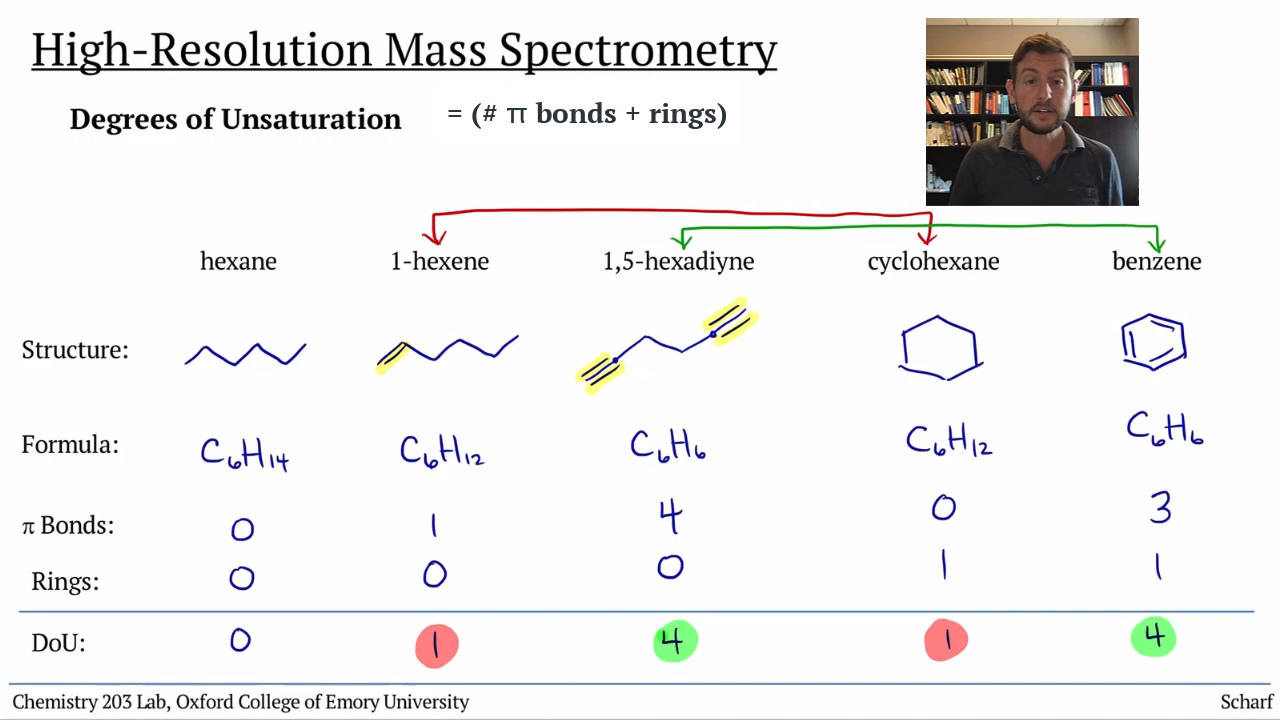 High-Resolution Mass Spectrometry
Degrees of Unsaturation = (# π bonds + rings)
hexane 1-hexene 1,5-hexadiyne cyclohexane benzene
Structure:
Formula: C₆H₁₄ C₆H₁₂ C₆H₆ C₆H₁₂ C₆H₆
π Bonds: 0 1 4 0 3
Rings: 0 0 0 1 1
DoU: 0 1 4 1 4
Chemistry 203 Lab, Oxford College of Emory University Scharf